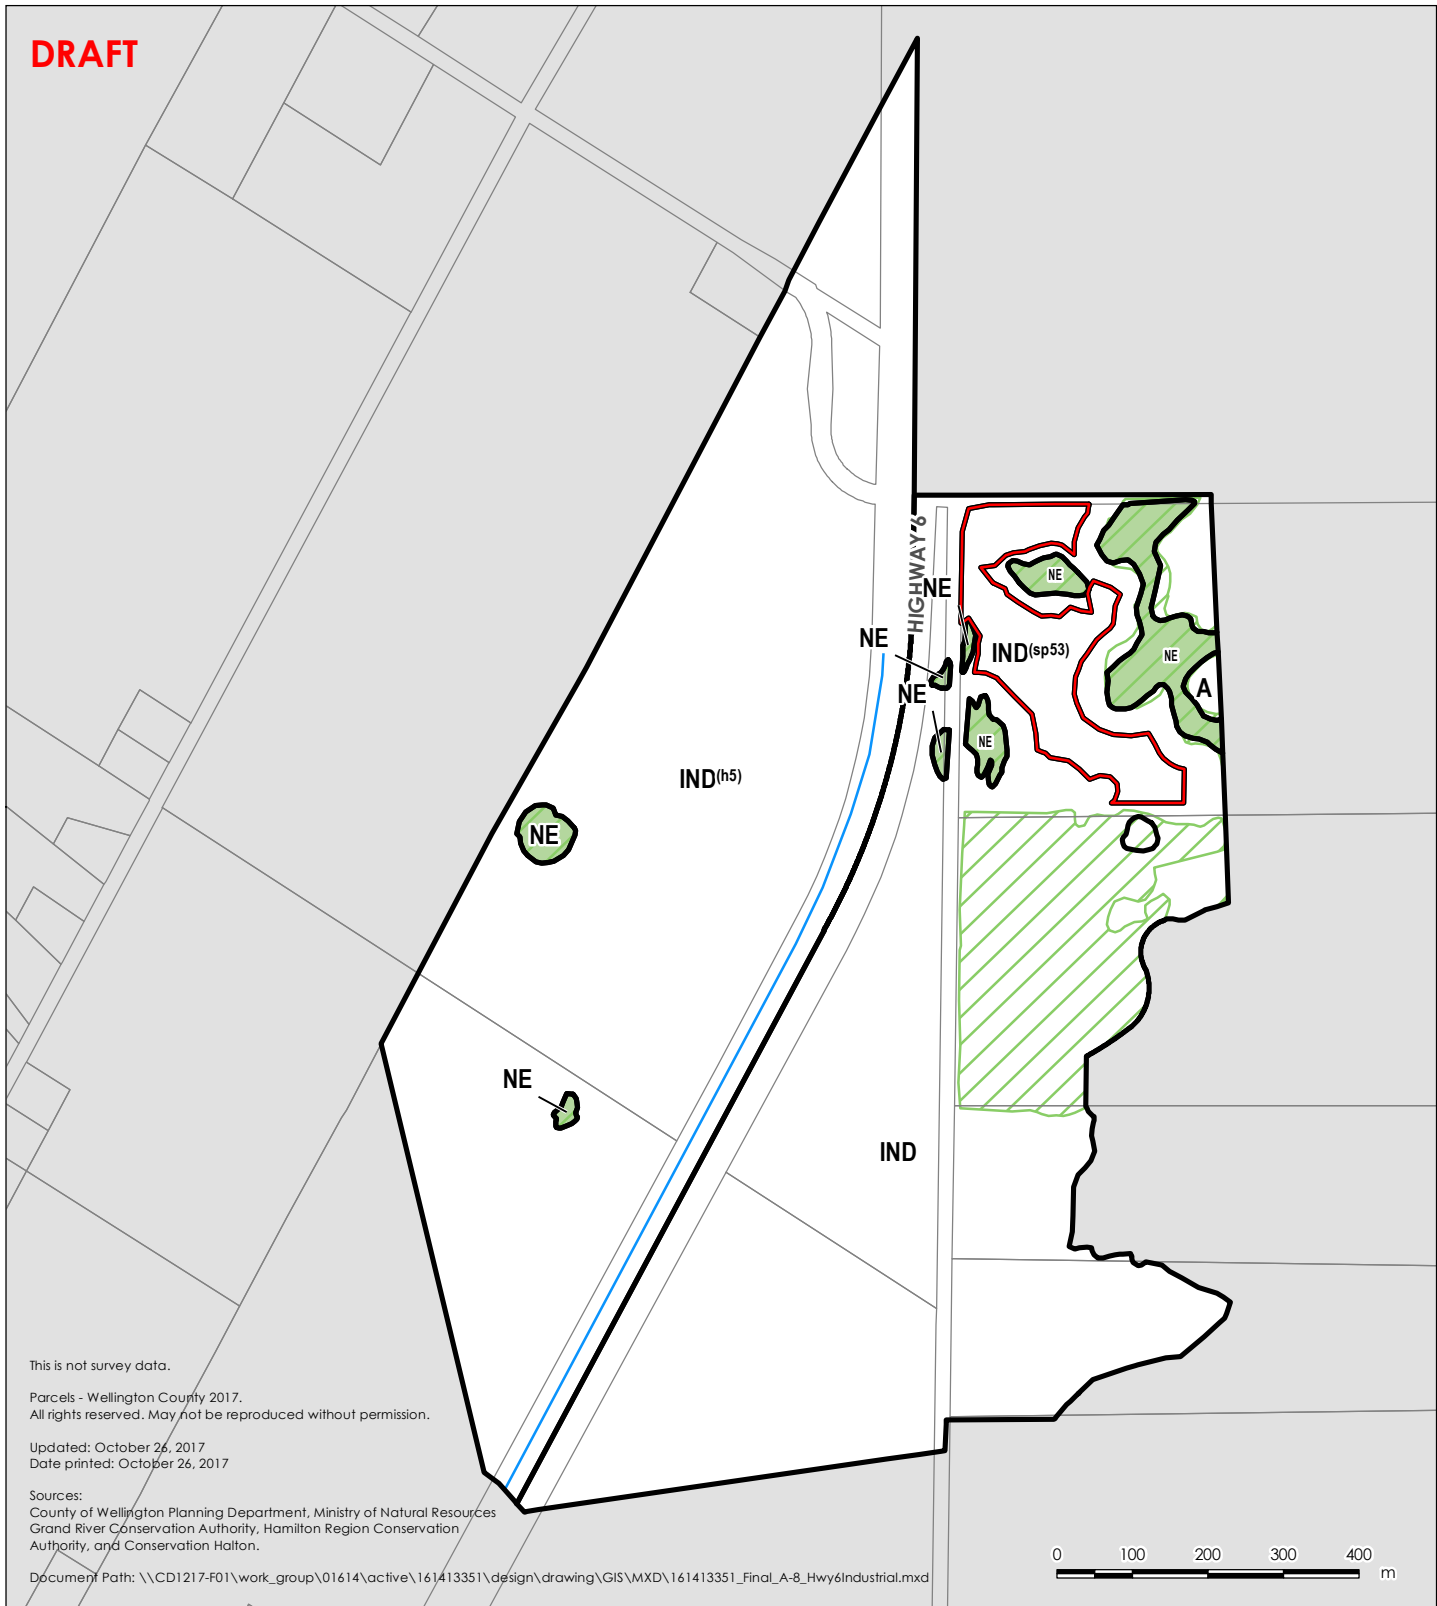 DRAFT
HIGHWAY 6
NE
NE
NE
NE
IND(sp53)
NE
A
NE
IND(h5)
NE
NE
IND
This is not survey data.
Parcels - Wellington County 2017.
All rights reserved. May not be reproduced without permission.
Updated: October 26, 2017
Date printed: October 26, 2017
Sources:
County of Wellington Planning Department, Ministry of Natural Resources
Grand River Conservation Authority, Hamilton Region Conservation
Authority, and Conservation Halton.
Document Path: \\CD1217-F01\work_group\01614\active\161413351\design\drawing\GIS\MXD\161413351_Final_A-8_Hwy6Industrial.mxd
0 100 200 300 400
m